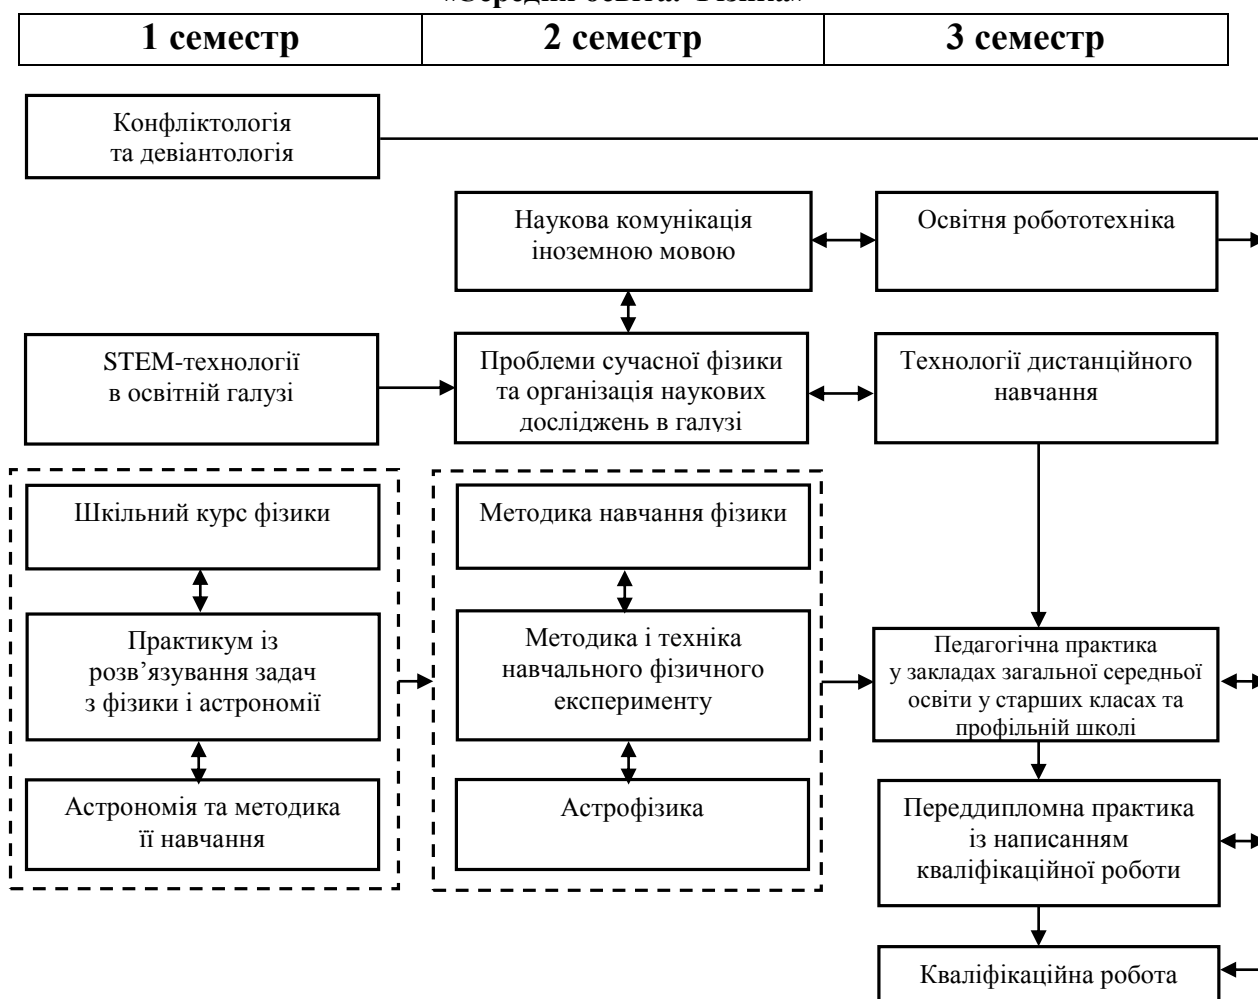 1 семестр
2 семестр
3 семестр
Конфліктологія
та девіантологія
Наукова комунікація
іноземною мовою
Освітня робототехніка
STEM-технології
в освітній галузі
Проблеми сучасної фізики
та організація наукових
досліджень в галузі
Технології дистанційного
навчання
Шкільний курс фізики
Методика навчання фізики
Практикум із
розв’язування задач
з фізики і астрономії
Методика і техніка
навчального фізичного
експерименту
Педагогічна практика
у закладах загальної середньої
освіти у старших класах та
профільній школі
Астрономія та методика
її навчання
Астрофізика
Переддипломна практика
із написанням
кваліфікаційної роботи
Кваліфікаційна робота